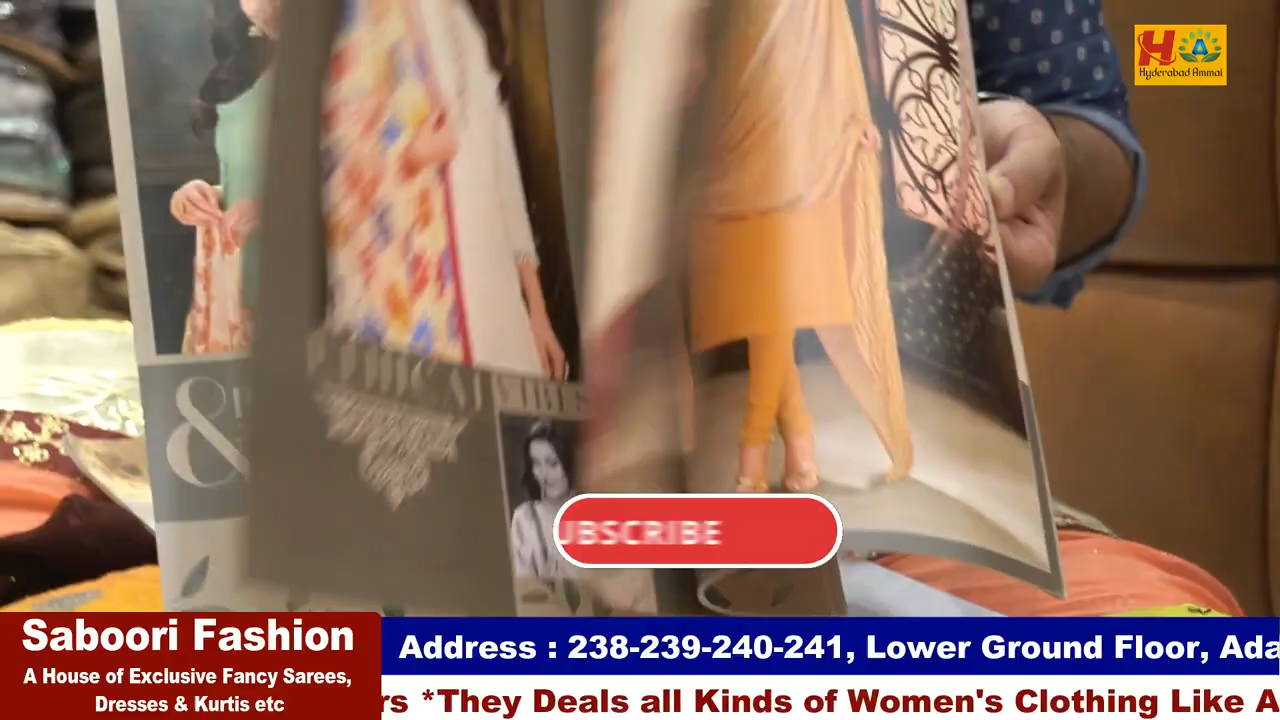 H A
Hyderabad Ammai
&
UBSCRIBE
Saboori Fashion
A House of Exclusive Fancy Sarees,
Dresses & Kurtis etc
Address : 238-239-240-241, Lower Ground Floor, Ada
rs *They Deals all Kinds of Women's Clothing Like A